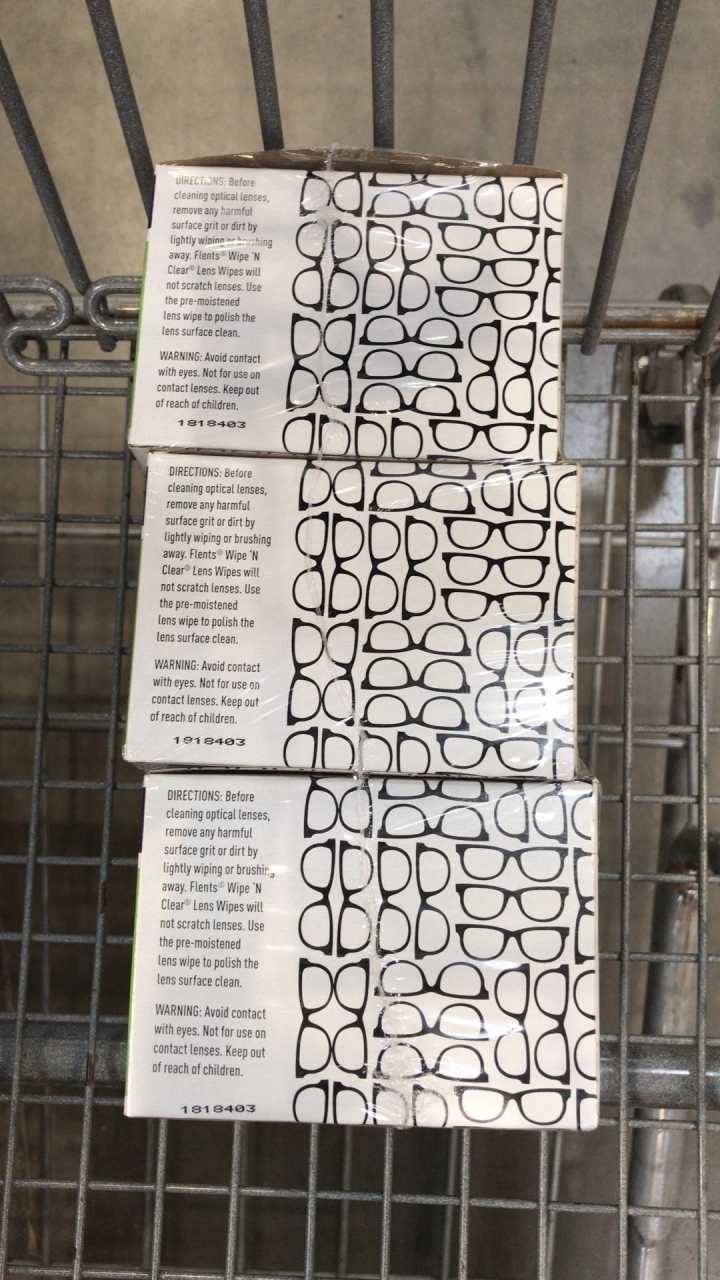 DIRECTIONS: Before
cleaning optical lenses,
remove any harmful
surface grit or dirt by
lightly wiping or brushing
away. Flents® Wipe 'N
Clear® Lens Wipes will
not scratch lenses. Use
the pre-moistened
lens wipe to polish the
lens surface clean.
WARNING: Avoid contact
with eyes. Not for use on
contact lenses. Keep out
of reach of children.
1818403
DIRECTIONS: Before
cleaning optical lenses,
remove any harmful
surface grit or dirt by
lightly wiping or brushing
away. Flents® Wipe 'N
Clear® Lens Wipes will
not scratch lenses. Use
the pre-moistened
lens wipe to polish the
lens surface clean.
WARNING: Avoid contact
with eyes. Not for use on
contact lenses. Keep out
of reach of children.
1818403
DIRECTIONS: Before
cleaning optical lenses,
remove any harmful
surface grit or dirt by
lightly wiping or brushing
away. Flents® Wipe 'N
Clear® Lens Wipes will
not scratch lenses. Use
the pre-moistened
lens wipe to polish the
lens surface clean.
WARNING: Avoid contact
with eyes. Not for use on
contact lenses. Keep out
of reach of children.
1818403